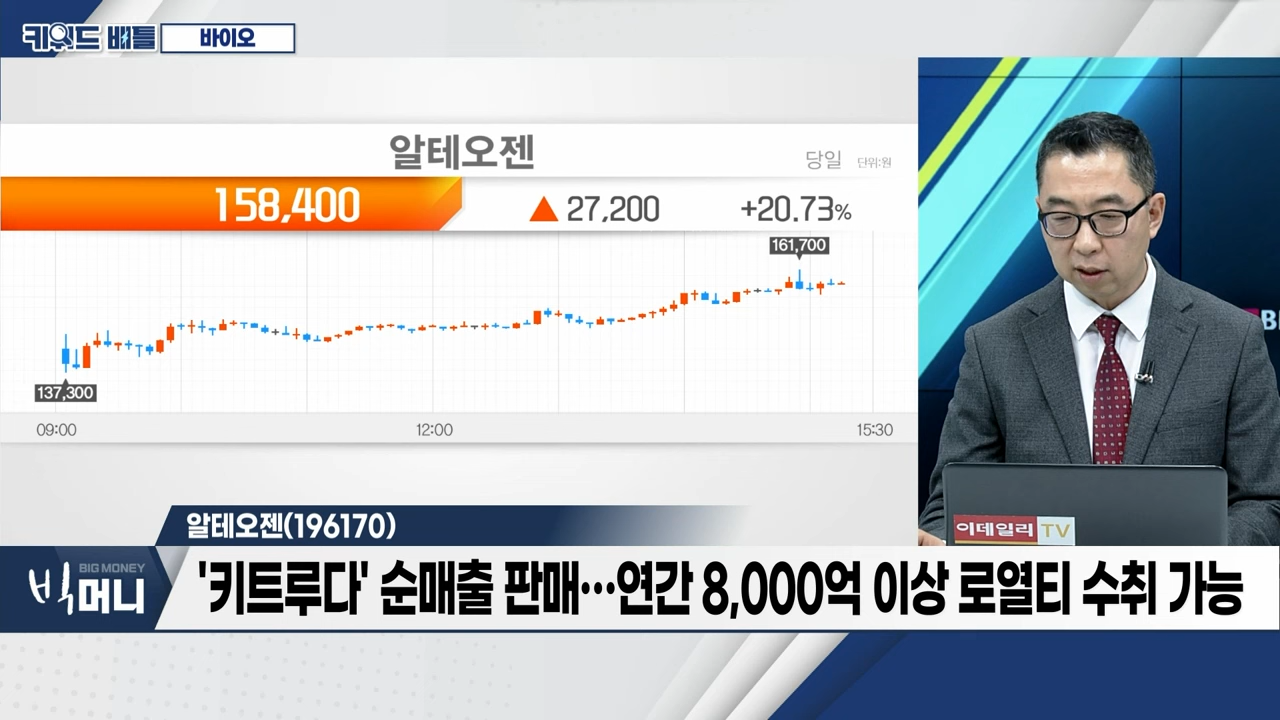 키워드 배틀
바이오
알테오젠
당일 단위:원
158,400 ▲ 27,200 +20.73%
161,700
137,300
09:00 12:00 15:30
알테오젠(196170)
BIG MONEY
빅머니
'키트루다' 순매출 판매…연간 8,000억 이상 로열티 수취 가능
이데일리TV